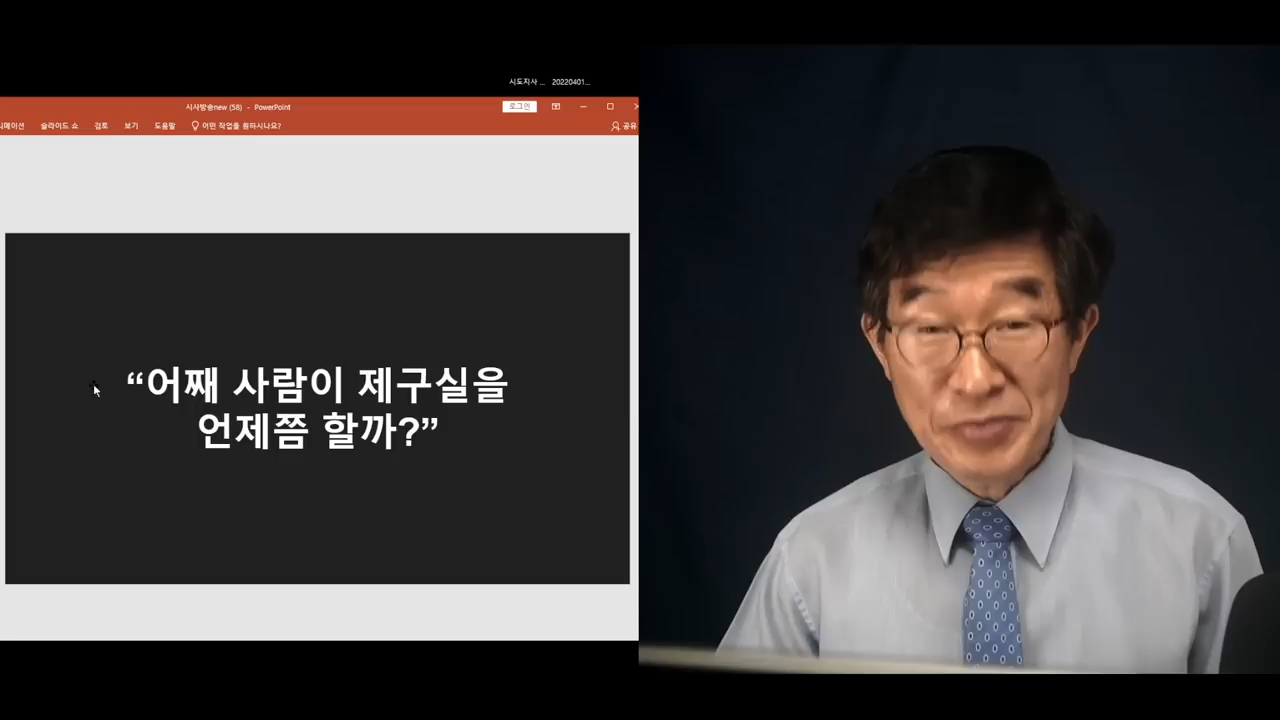 시도지사 ... 20220401...
시사방송new (58) - PowerPoint
로그인
니메이션 슬라이드 쇼 검토 보기 도움말 어떤 작업을 원하시나요?
공유
“어째 사람이 제구실을
언제쯤 할까?”